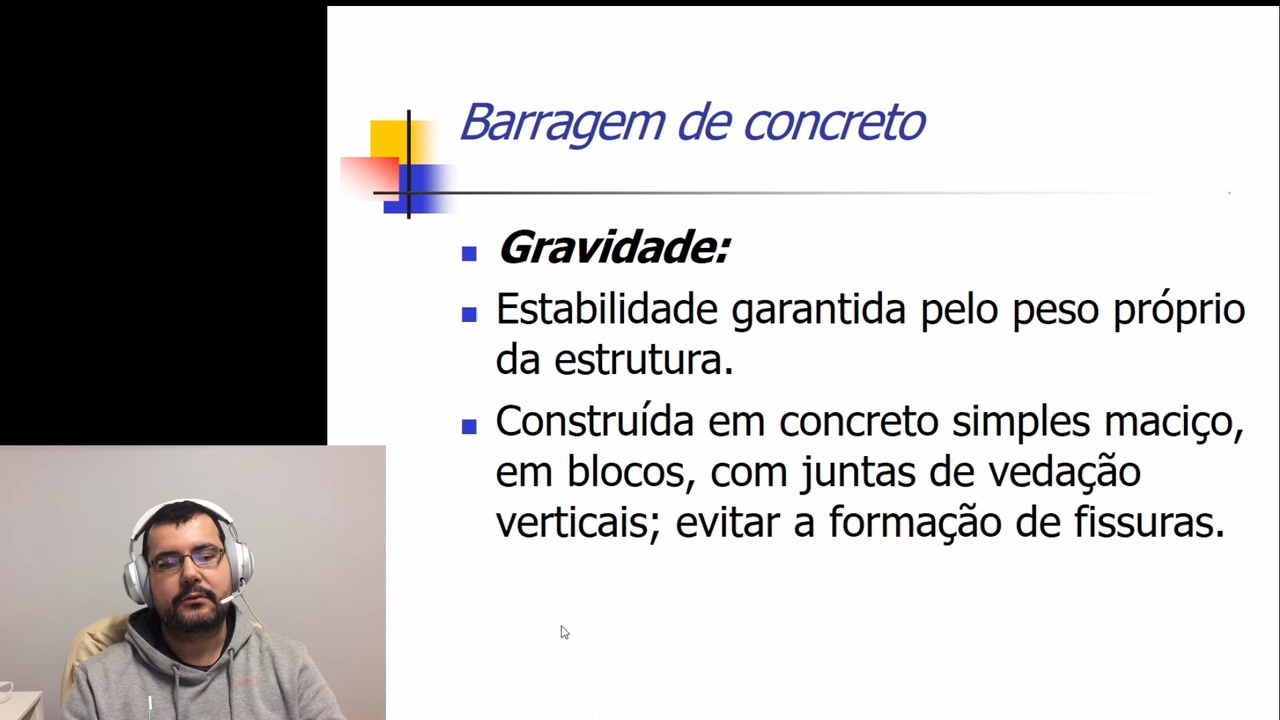 Barragem de concreto
Gravidade:
Estabilidade garantida pelo peso próprio
da estrutura.
Construída em concreto simples maciço,
em blocos, com juntas de vedação
verticais; evitar a formação de fissuras.